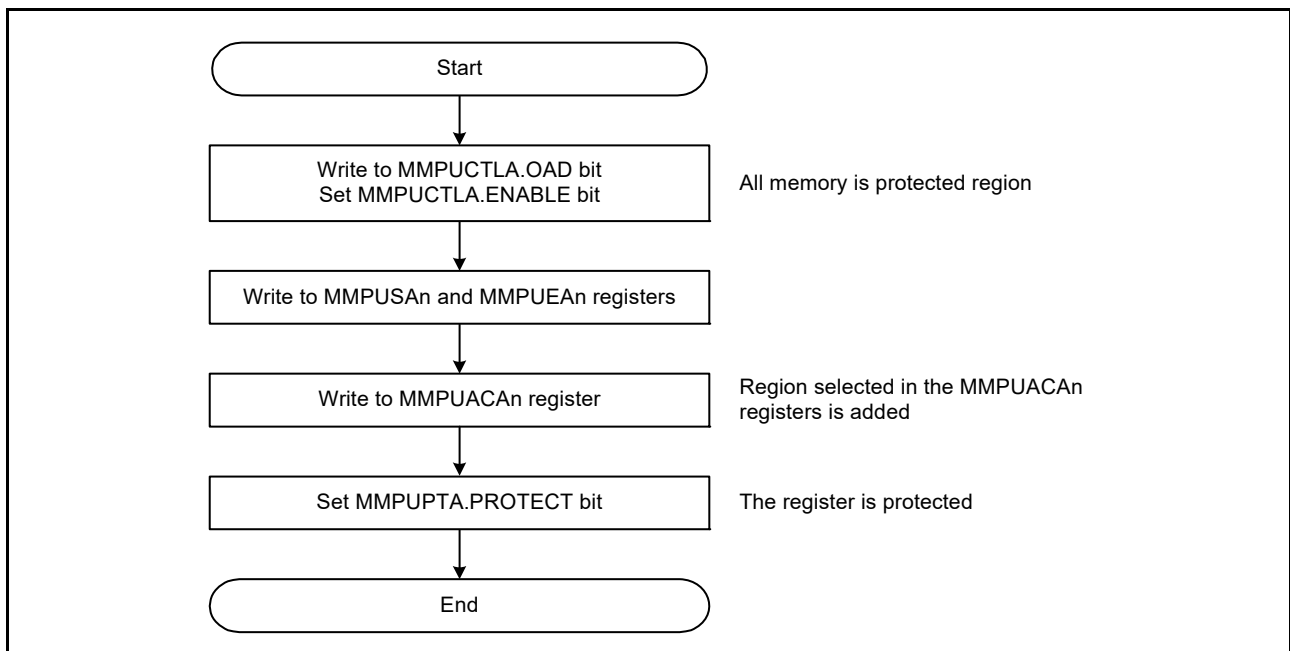 Start
Write to MMPUCTLA.OAD bit
Set MMPUCTLA.ENABLE bit
All memory is protected region
Write to MMPUSAn and MMPUEAn registers
Write to MMPUACAn register
Region selected in the MMPUACAn
registers is added
Set MMPUPTA.PROTECT bit
The register is protected
End